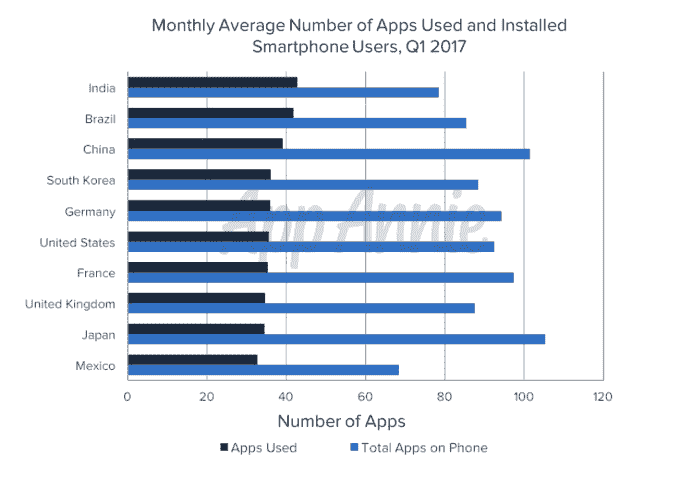 Monthly Average Number of Apps Used and Installed
Smartphone Users, Q1 2017
India
Brazil
China
South Korea
Germany
United States
France
United Kingdom
Japan
Mexico
App Annie
0 20 40 60 80 100 120
Number of Apps
Apps Used Total Apps on Phone